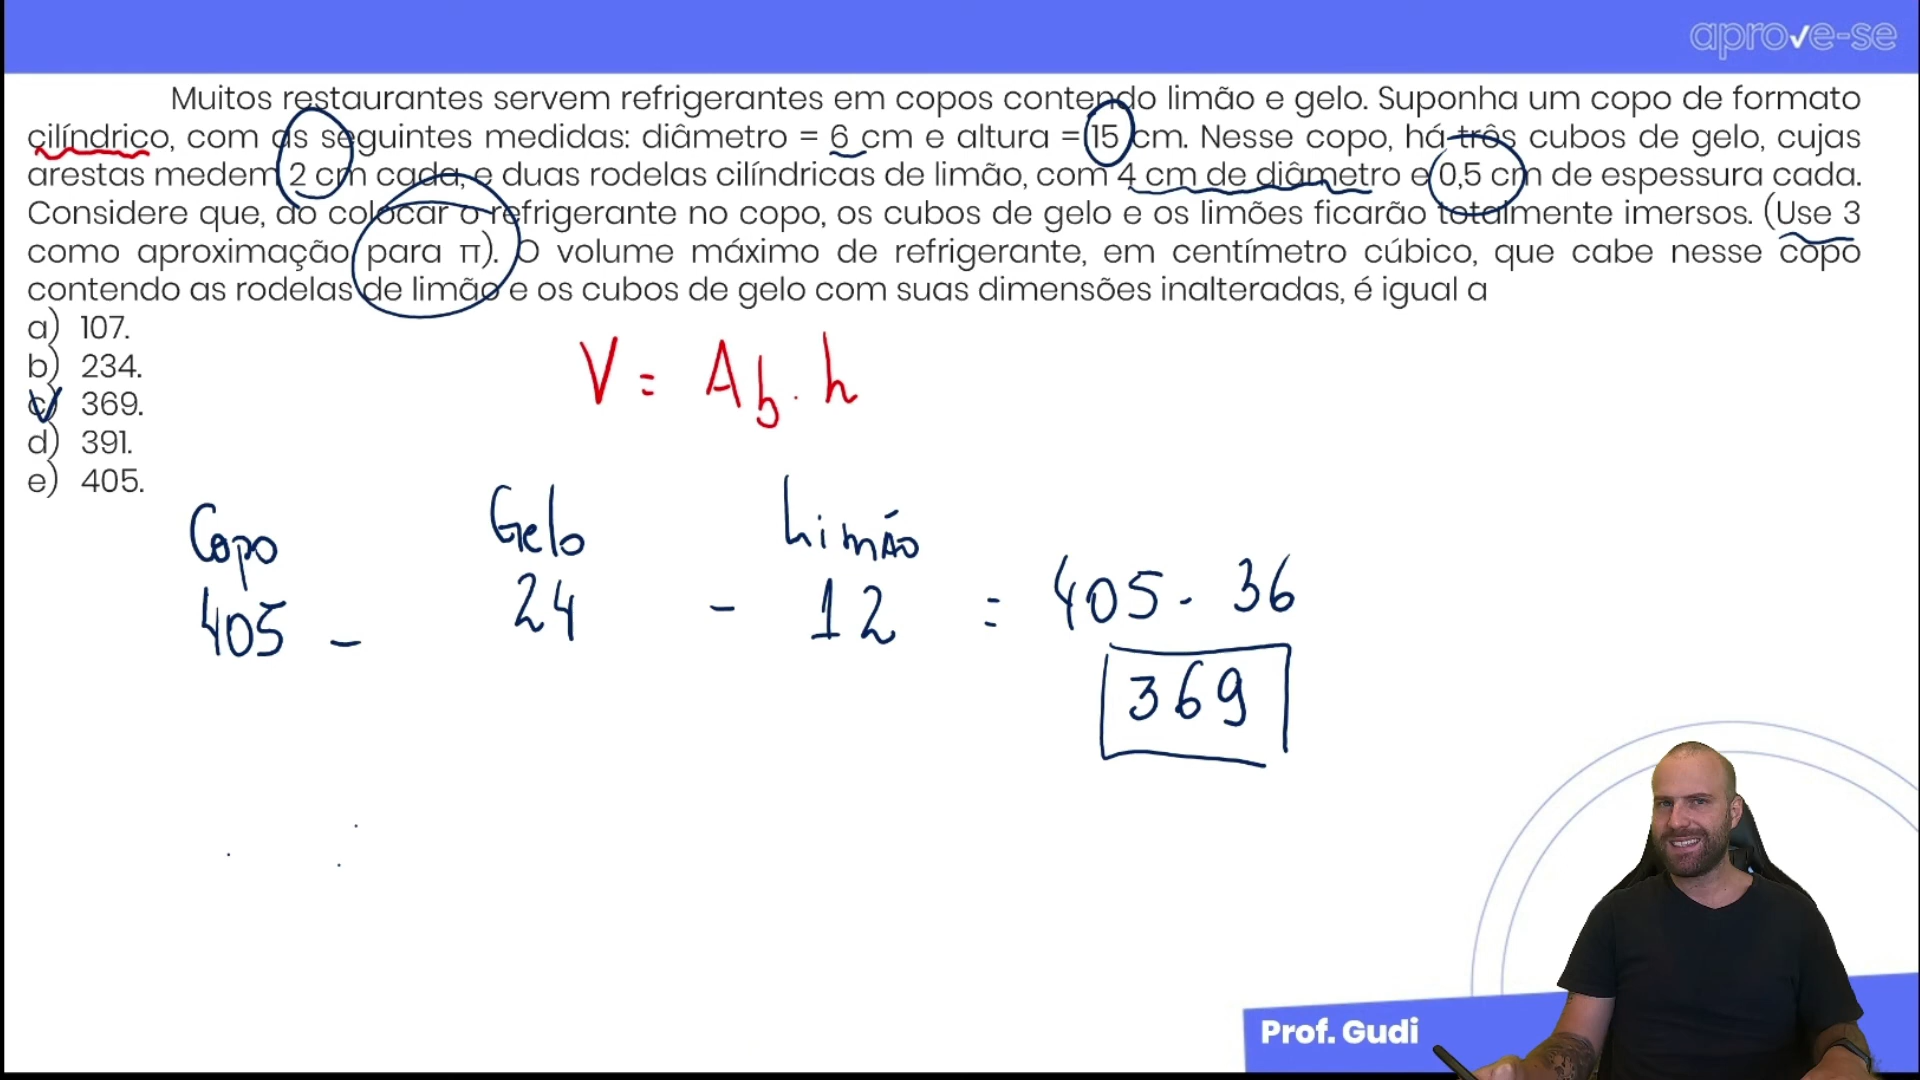 aprove-se
Muitos restaurantes servem refrigerantes em copos contendo limão e gelo. Suponha um copo de formato
cilíndrico, com as seguintes medidas: diâmetro = 6 cm e altura = 15 cm. Nesse copo, há três cubos de gelo, cujas
arestas medem 2 cm cada, e duas rodelas cilíndricas de limão, com 4 cm de diâmetro e 0,5 cm de espessura cada.
Considere que, ao colocar o refrigerante no copo, os cubos de gelo e os limões ficarão totalmente imersos. (Use 3
como aproximação para π). O volume máximo de refrigerante, em centímetro cúbico, que cabe nesse copo
contendo as rodelas de limão e os cubos de gelo com suas dimensões inalteradas, é igual a
a) 107.
b) 234.
c) 369.
d) 391.
e) 405.
V = Ab . h
Copo Gelo Limão
405 - 24 - 12 = 405 - 36
369
Prof. Gudi